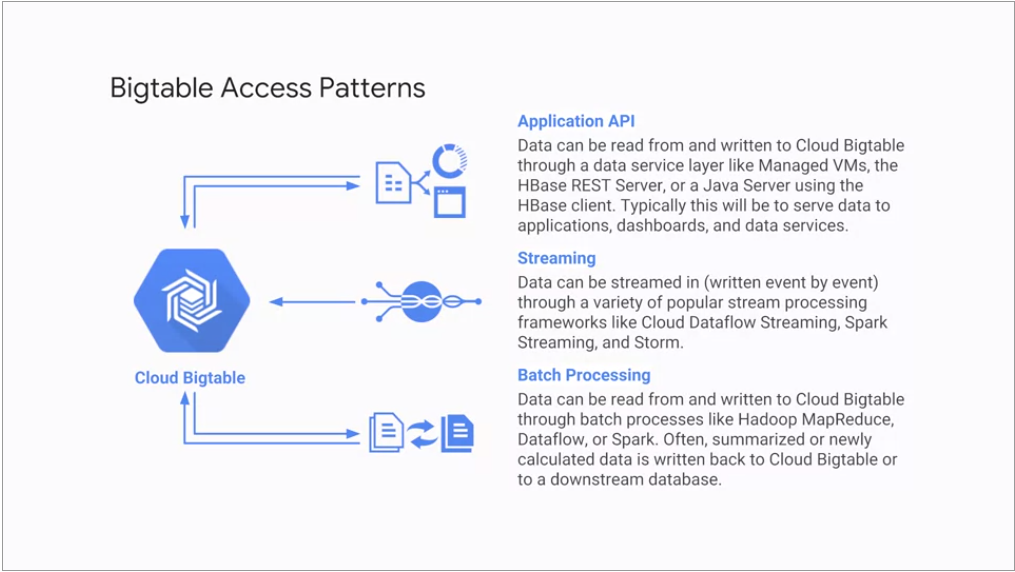 Bigtable Access Patterns
Application API
Data can be read from and written to Cloud Bigtable
through a data service layer like Managed VMs, the
HBase REST Server, or a Java Server using the
HBase client. Typically this will be to serve data to
applications, dashboards, and data services.
Streaming
Data can be streamed in (written event by event)
through a variety of popular stream processing
frameworks like Cloud Dataflow Streaming, Spark
Streaming, and Storm.
Cloud Bigtable
Batch Processing
Data can be read from and written to Cloud Bigtable
through batch processes like Hadoop MapReduce,
Dataflow, or Spark. Often, summarized or newly
calculated data is written back to Cloud Bigtable or
to a downstream database.